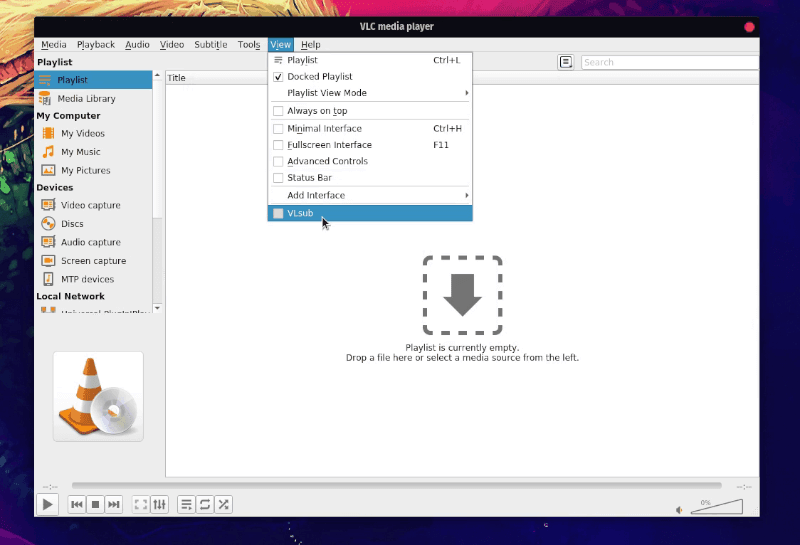 VLC media player
Media Playback Audio Video Subtitle Tools View Help
Playlist
Playlist
Media Library
My Computer
My Videos
My Music
My Pictures
Devices
Video capture
Discs
Audio capture
Screen capture
MTP devices
Local Network
Title
Search
Playlist Ctrl+L
Docked Playlist
Playlist View Mode
Always on top
Minimal Interface Ctrl+H
Fullscreen Interface F11
Advanced Controls
Status Bar
Add Interface
VLsub
Playlist is currently empty.
Drop a file here or select a media source from the left.
--:-- --:--
0%